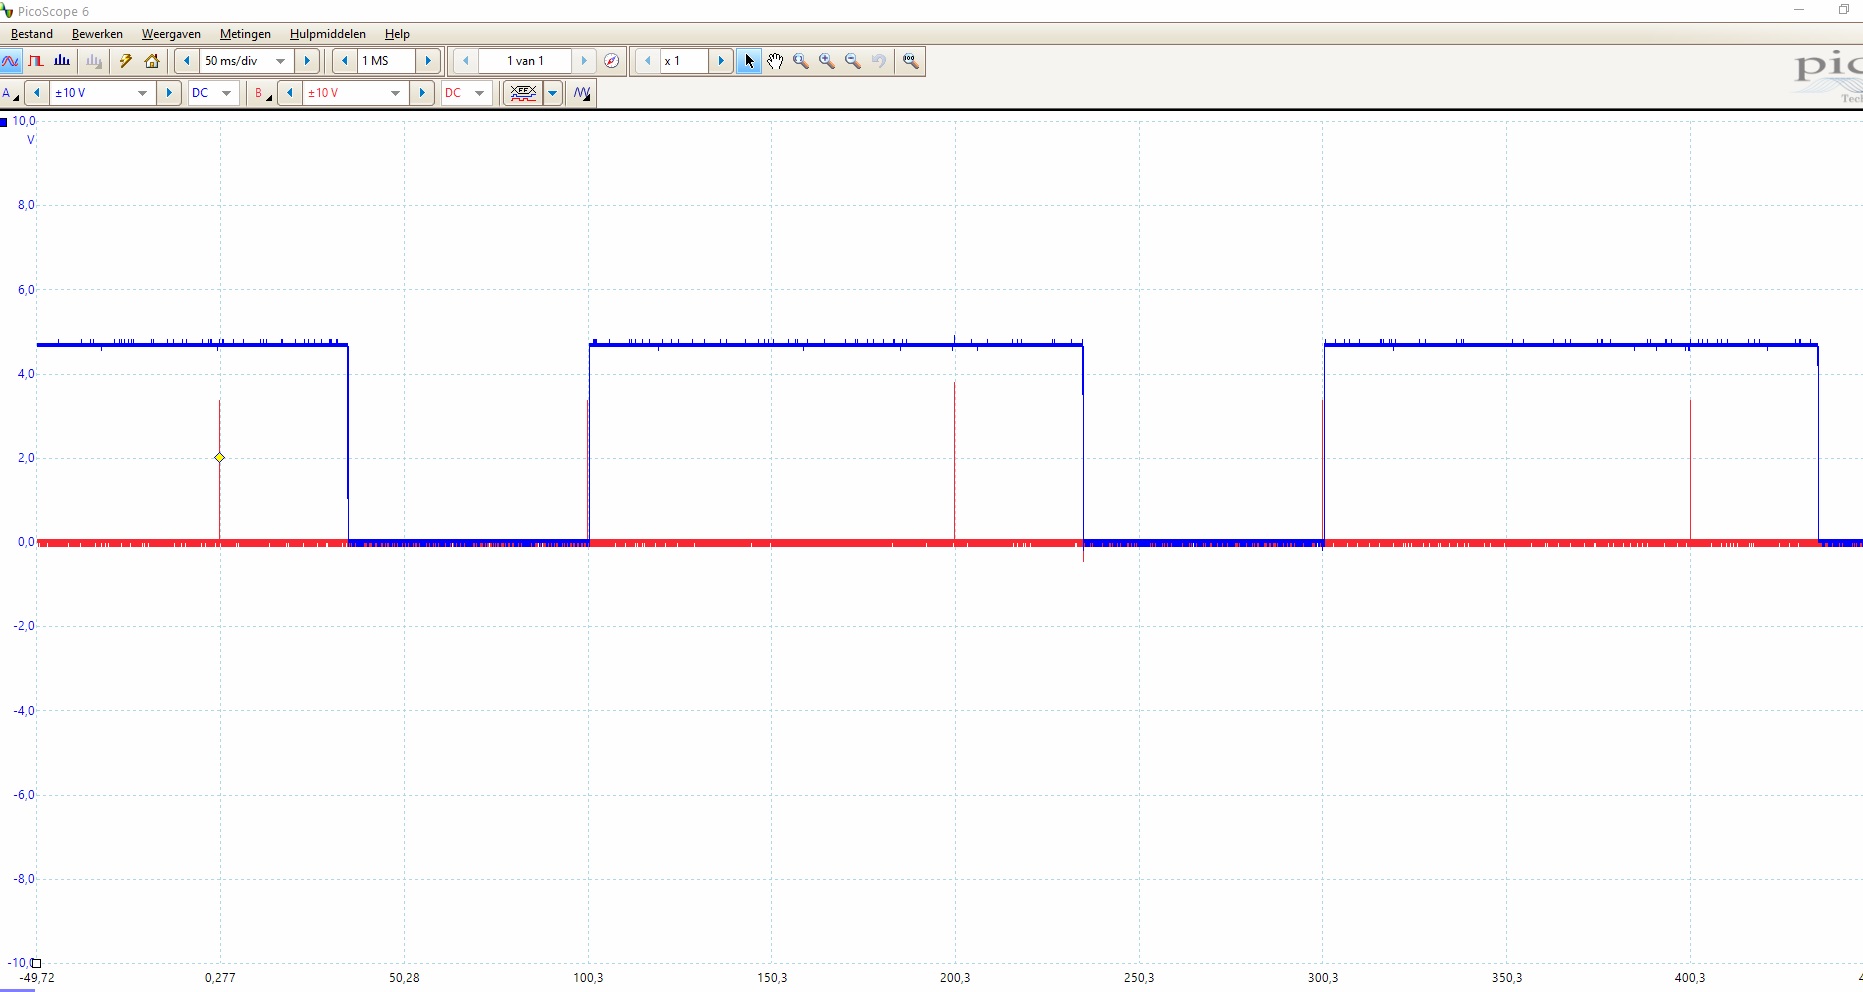 PicoScope 6
Bestand Bewerken Weergaven Metingen Hulpmiddelen Help
50 ms/div 1 MS 1 van 1 x 1
A ±10 V DC B ±10 V DC
10,0
V
8,0
6,0
4,0
2,0
0,0
-2,0
-4,0
-6,0
-8,0
-10,0
-49,72 0,277 50,28 100,3 150,3 200,3 250,3 300,3 350,3 400,3